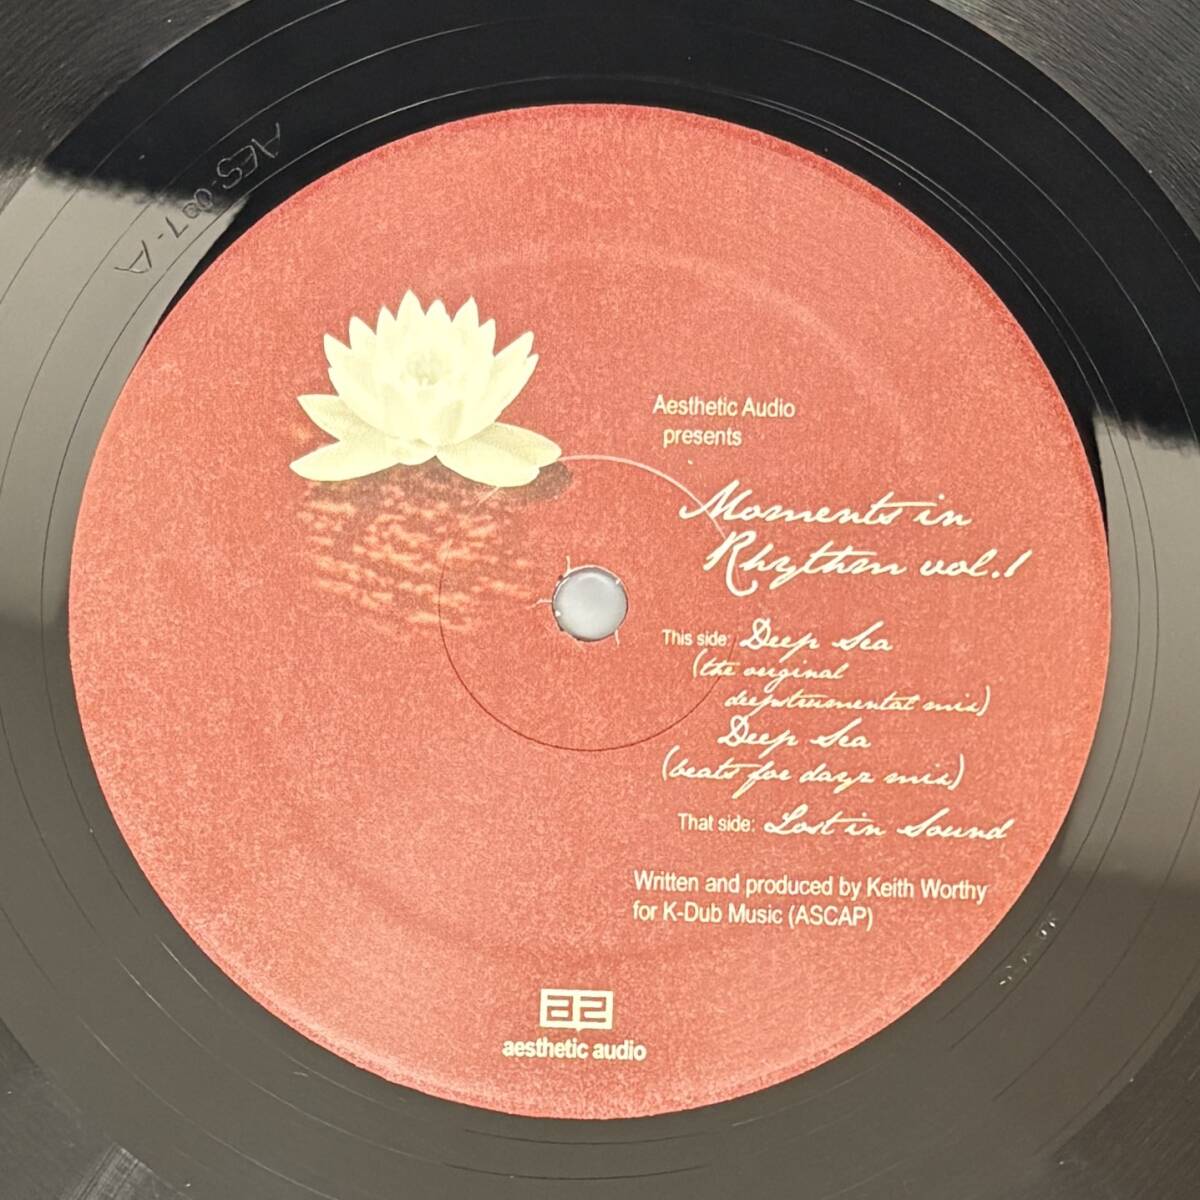 AES-007-A
Aesthetic Audio
presents
Moments in
Rhythm vol.1
This side: Deep Sea
(the original
deepstrumental mix)
Deep Sea
(beats for dayz mix)
That side: Lost in Sound
Written and produced by Keith Worthy
for K-Dub Music (ASCAP)
a2
aesthetic audio